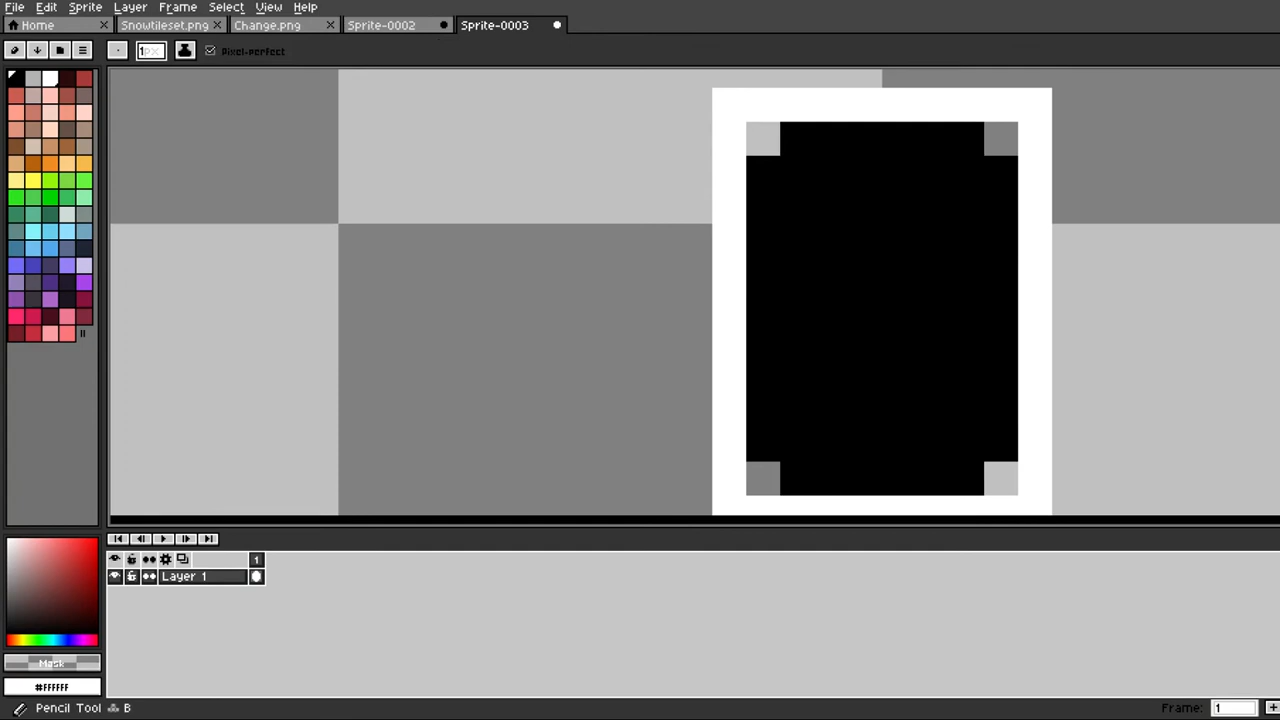 File Edit Sprite Layer Frame Select View Help
Home Snowtileset.png Change.png Sprite-0002 Sprite-0003
1px Pixel-perfect
1
Layer 1
Mask
#ffffff
Pencil Tool B Frame: 1